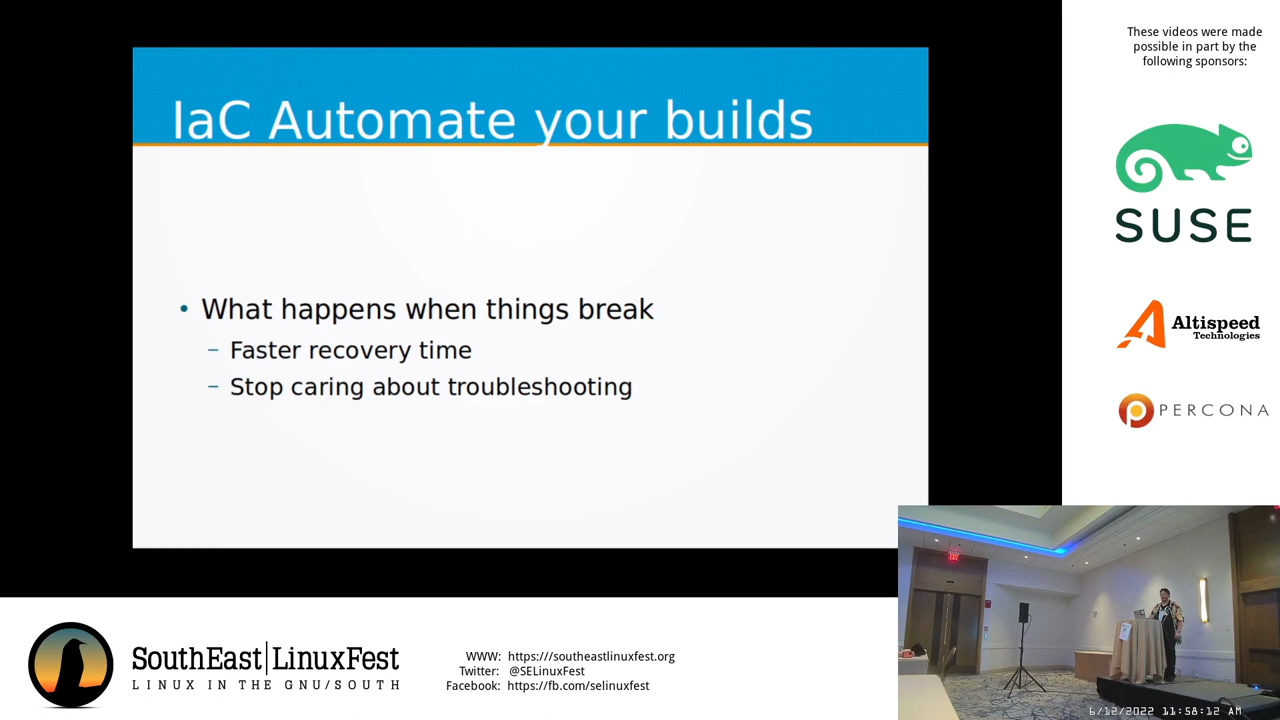 IaC Automate your builds
• What happens when things break
– Faster recovery time
– Stop caring about troubleshooting
These videos were made
possible in part by the
following sponsors:
SUSE
Altispeed
Technologies
PERCONA
SouthEast|LinuxFest
LINUX IN THE GNU/SOUTH
WWW: https://southeastlinuxfest.org
Twitter: @SELinuxFest
Facebook: https://fb.com/selinuxfest
6/12/2022 11:58:12 AM